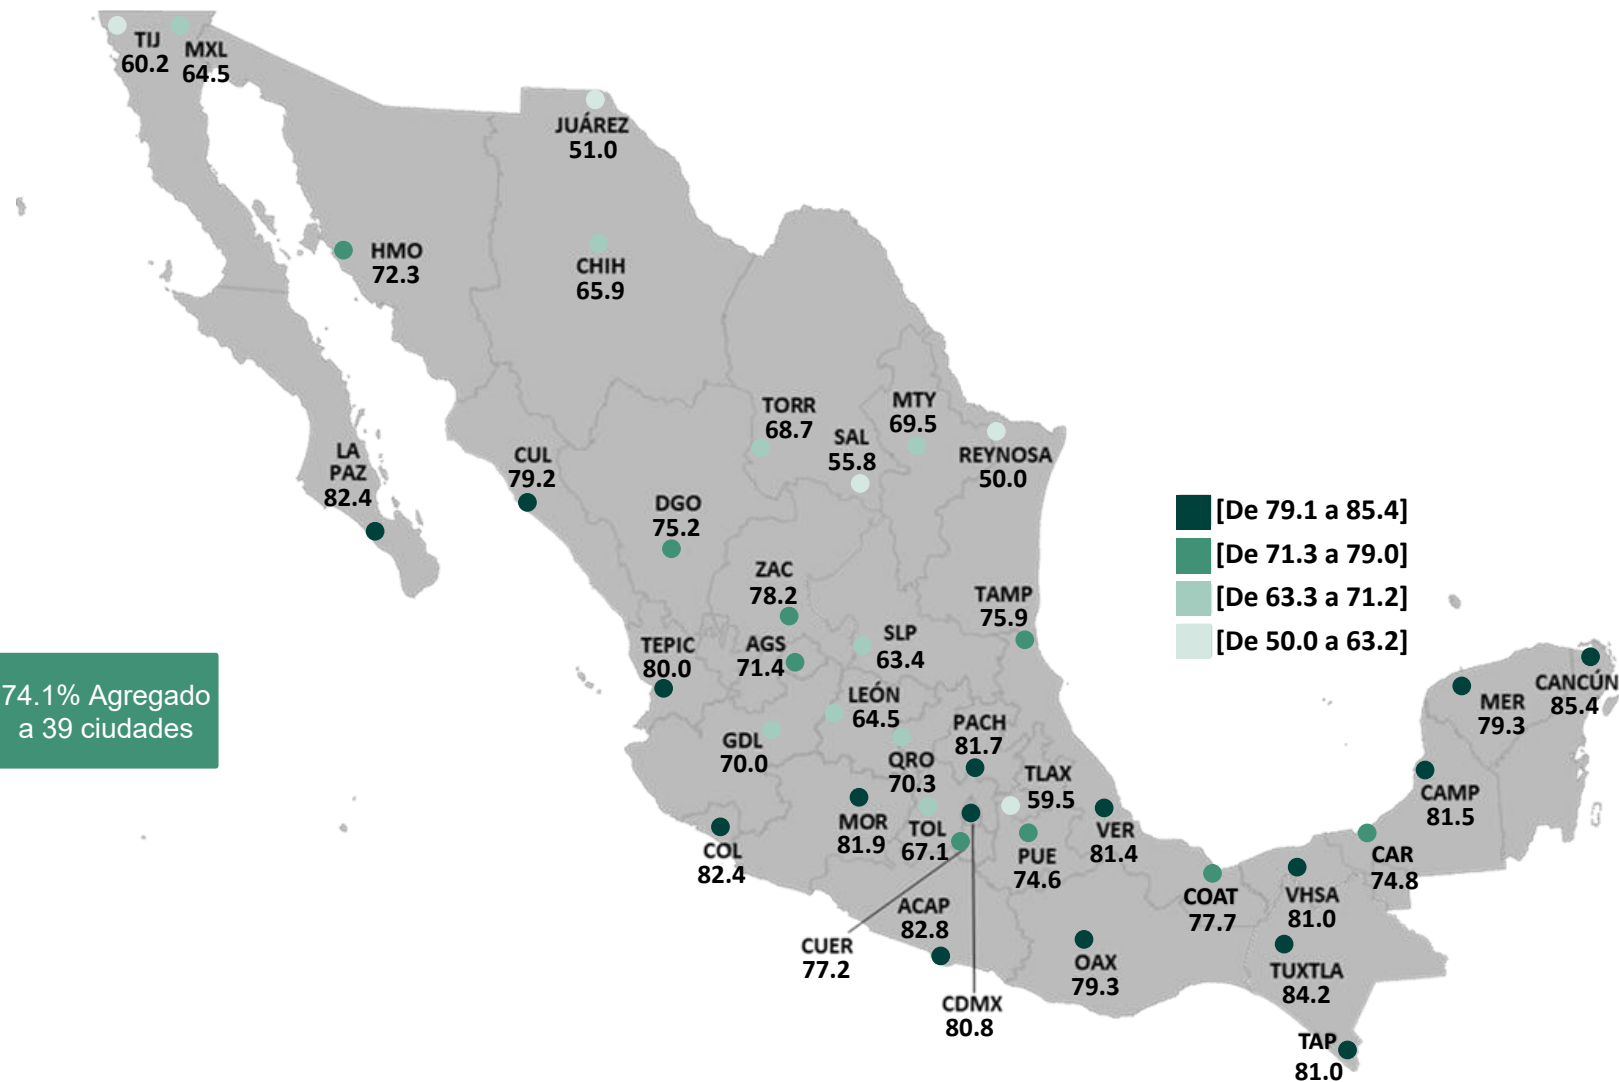 TIJ
60.2
MXL
64.5
JUÁREZ
51.0
HMO
72.3
CHIH
65.9
TORR
68.7
MTY
69.5
SAL
55.8
REYNOSA
50.0
LA
PAZ
82.4
CUL
79.2
DGO
75.2
[De 79.1 a 85.4]
[De 71.3 a 79.0]
[De 63.3 a 71.2]
[De 50.0 a 63.2]
ZAC
78.2
TAMP
75.9
TEPIC
80.0
AGS
71.4
SLP
63.4
74.1% Agregado
a 39 ciudades
LEÓN
64.5
GDL
70.0
QRO
70.3
PACH
81.7
TLAX
59.5
MER
79.3
CANCÚN
85.4
CAMP
81.5
COL
82.4
MOR
81.9
TOL
67.1
PUE
74.6
VER
81.4
CAR
74.8
COAT
77.7
VHSA
81.0
ACAP
82.8
CUER
77.2
CDMX
80.8
OAX
79.3
TUXTLA
84.2
TAP
81.0